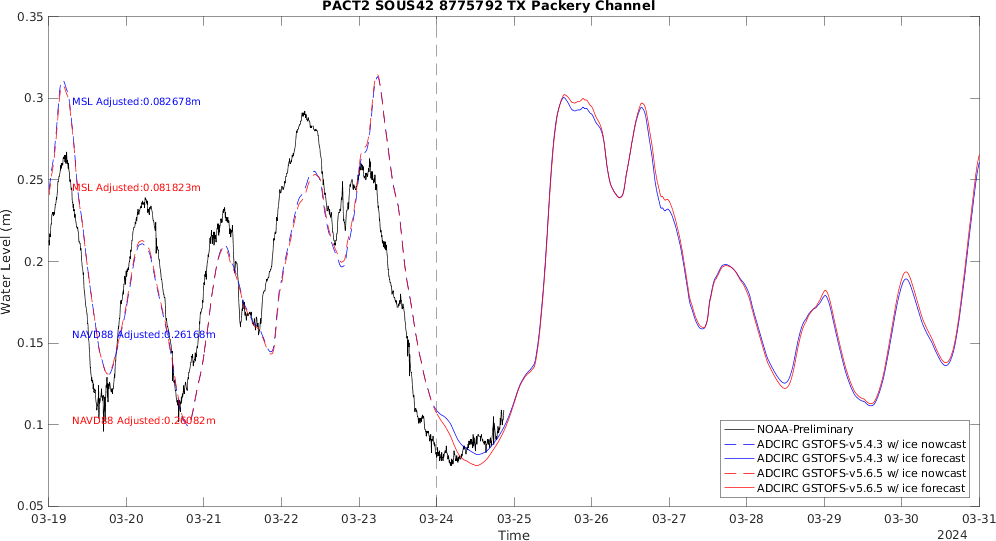 PACT2 SOUS42 8775792 TX Packery Channel
0.35
0.3
0.25
0.2
0.15
0.1
0.05
Water Level (m)
MSL Adjusted:0.082678m
MSL Adjusted:0.081823m
NAVD88 Adjusted:0.26168m
NAVD88 Adjusted:0.26082m
NOAA-Preliminary
ADCIRC GSTOFS-v5.4.3 w/ ice nowcast
ADCIRC GSTOFS-v5.4.3 w/ ice forecast
ADCIRC GSTOFS-v5.6.5 w/ ice nowcast
ADCIRC GSTOFS-v5.6.5 w/ ice forecast
03-19 03-20 03-21 03-22 03-23 03-24 03-25 03-26 03-27 03-28 03-29 03-30 03-31
Time
2024